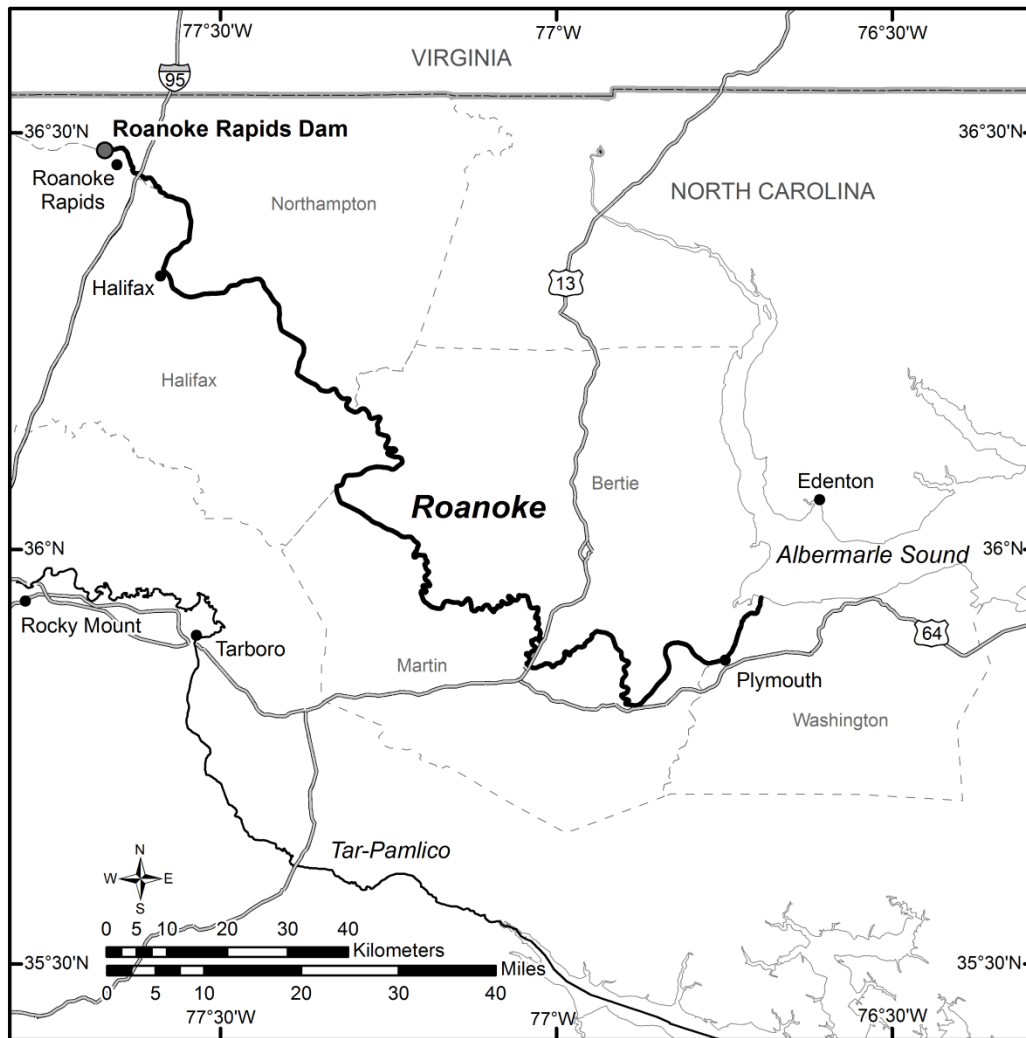 77°30'W
77°W
76°30'W
VIRGINIA
95
36°30'N
Roanoke Rapids Dam
36°30'N
Roanoke
Rapids
NORTH CAROLINA
Northampton
Halifax
13
Halifax
Bertie
Edenton
Roanoke
36°N
Albermarle Sound
36°N
Rocky Mount
Tarboro
64
Martin
Plymouth
Washington
Tar-Pamlico
N
W E
S
0 5 10 20 30 40
Kilometers
Miles
0 5 10 20 30 40
35°30'N
35°30'N
77°30'W
77°W
76°30'W